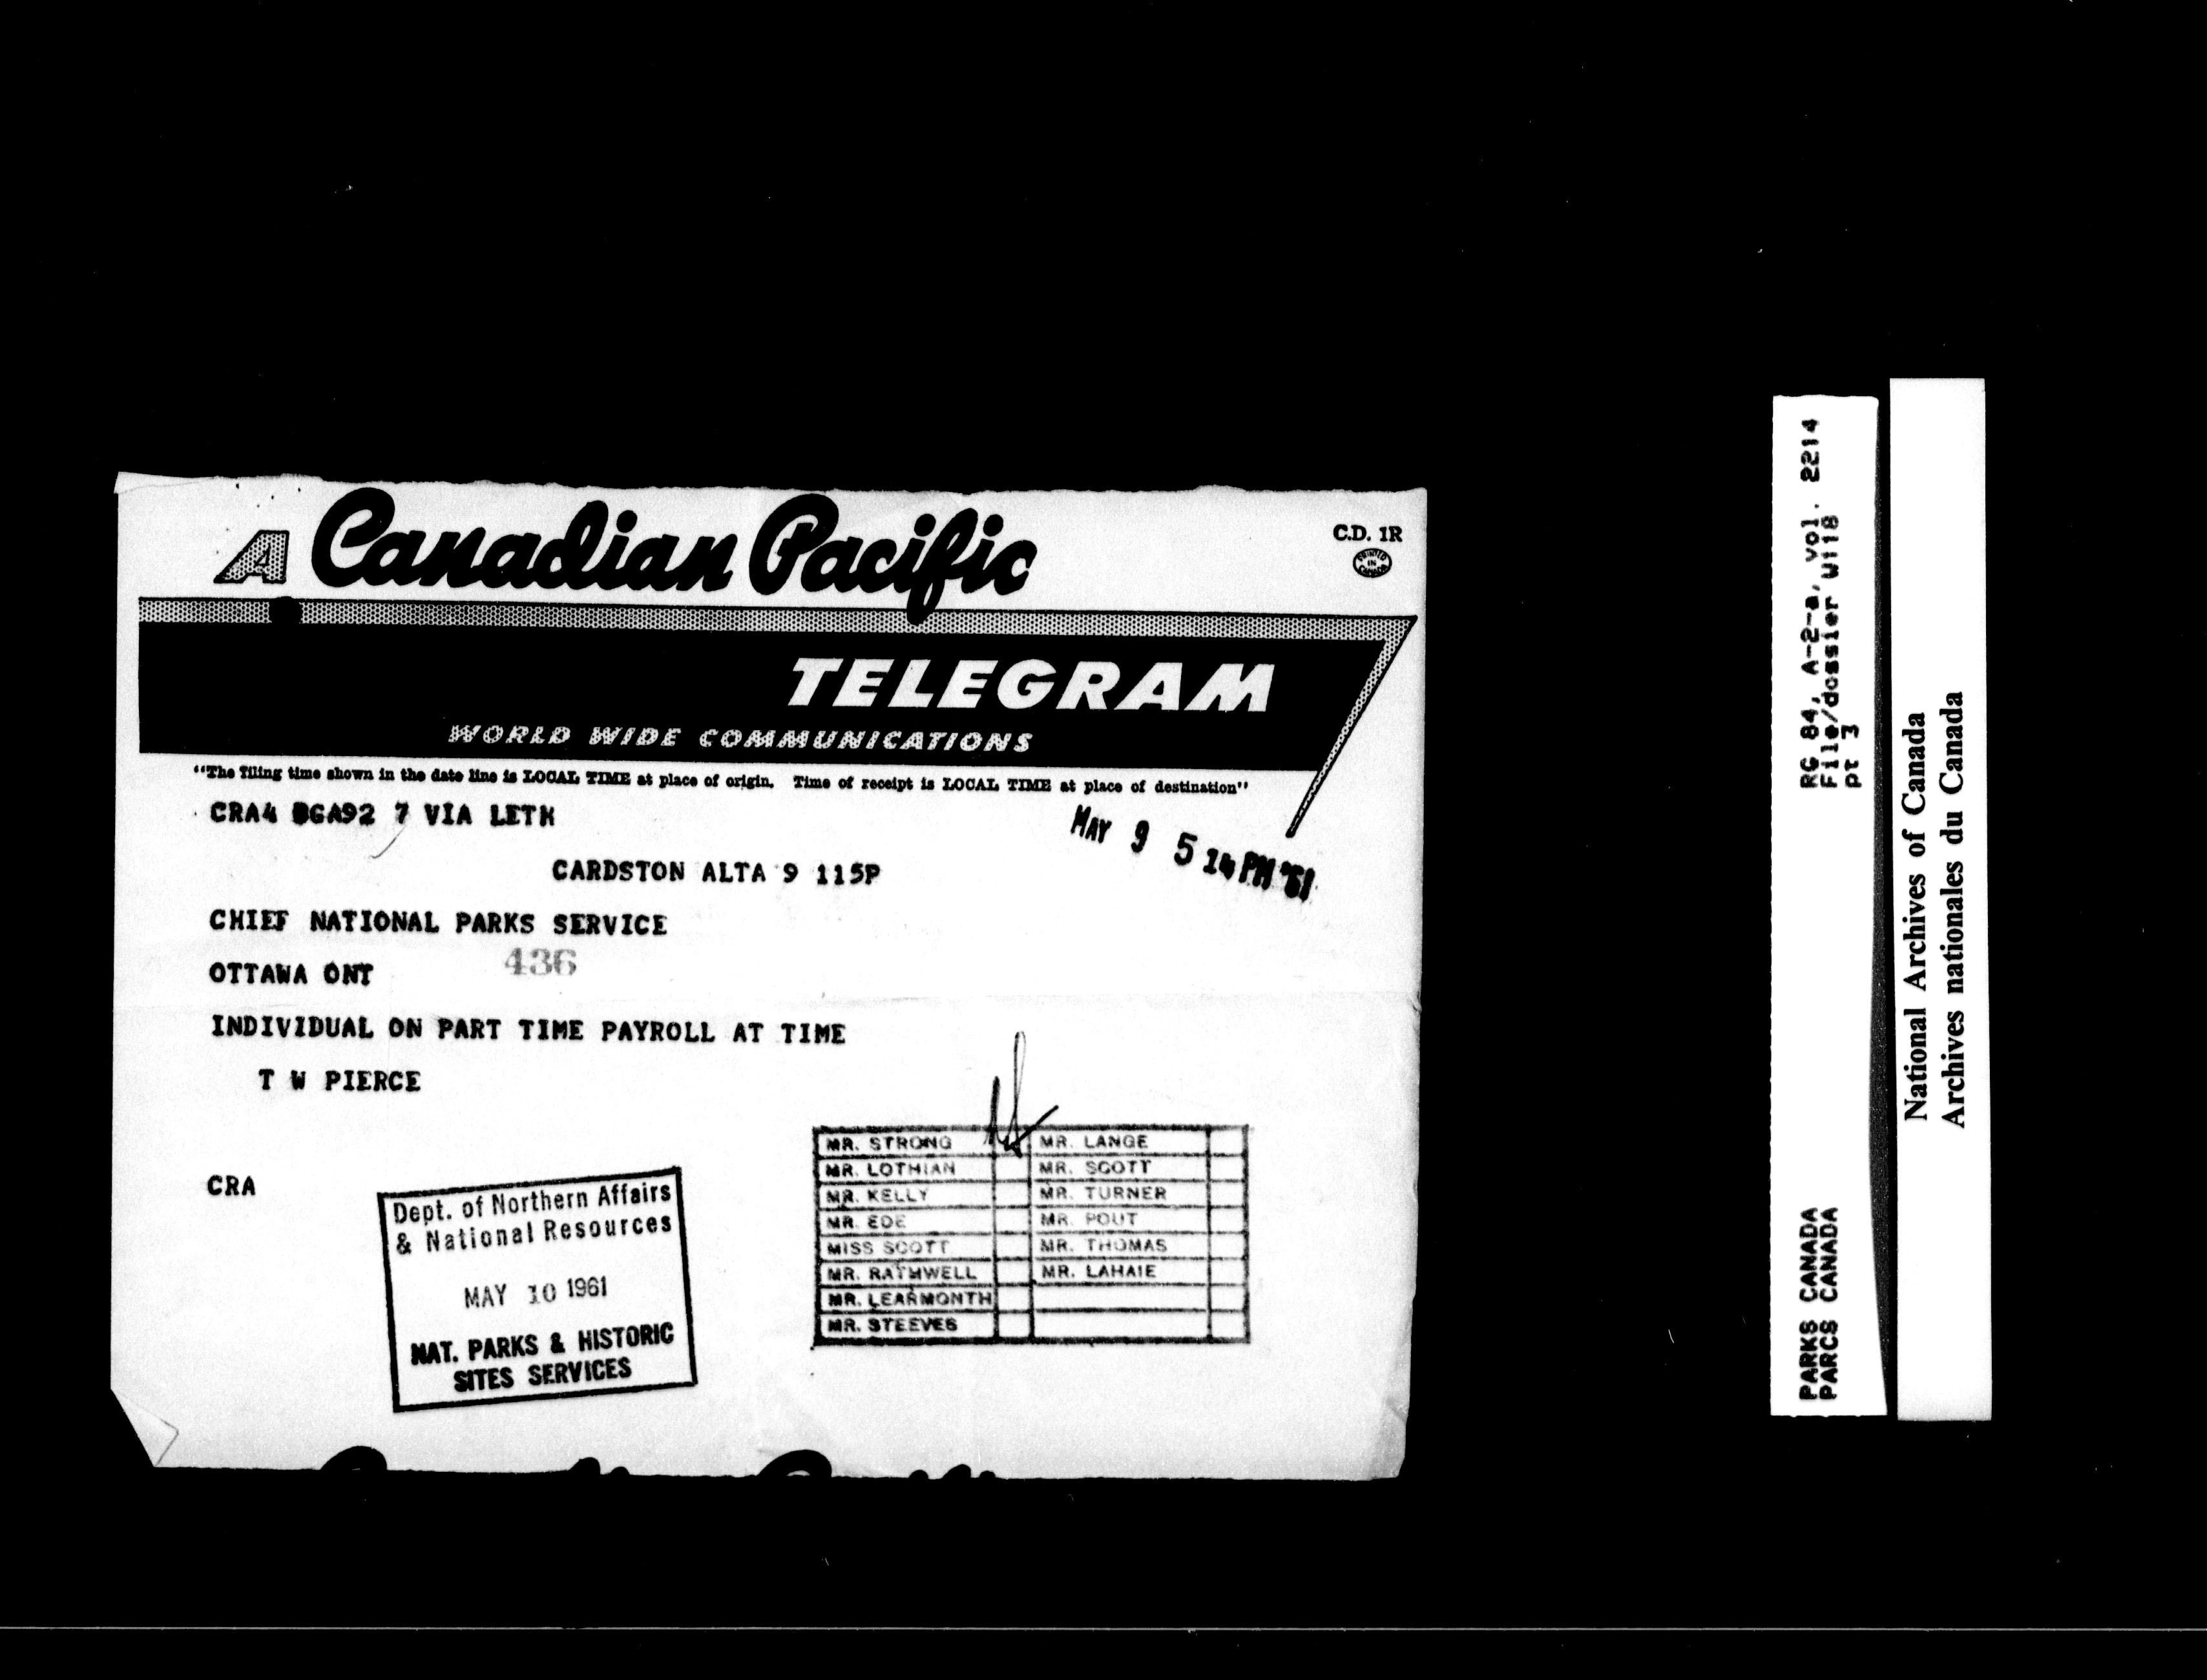 A Canadian Pacific
C.D. 1R
PRINTED IN CANADA
TELEGRAM
WORLD WIDE COMMUNICATIONS
"The filing time shown in the date line is LOCAL TIME at place of origin. Time of receipt is LOCAL TIME at place of destination"
CRA4 DGA92 7 VIA LETH
MAY 9 5 14 PM '61
CARDSTON ALTA 9 115P
CHIEF NATIONAL PARKS SERVICE
436
OTTAWA ONT
INDIVIDUAL ON PART TIME PAYROLL AT TIME
T W PIERCE
CRA
Dept. of Northern Affairs
& National Resources
MAY 10 1961
NAT. PARKS & HISTORIC
SITES SERVICES
MR. STRONG MR. LANGE
MR. LOTHIAN MR. SCOTT
MR. KELLY MR. TURNER
MR. EDE MR. POUT
MISS SCOTT MR. THOMAS
MR. RATHWELL MR. LAHAIE
MR. LEARMONTH
MR. STEEVES
PARKS CANADA RG 84, A-2-a, vol. 2214
PARCS CANADA File/dossier W118
pt 3
National Archives of Canada
Archives nationales du Canada